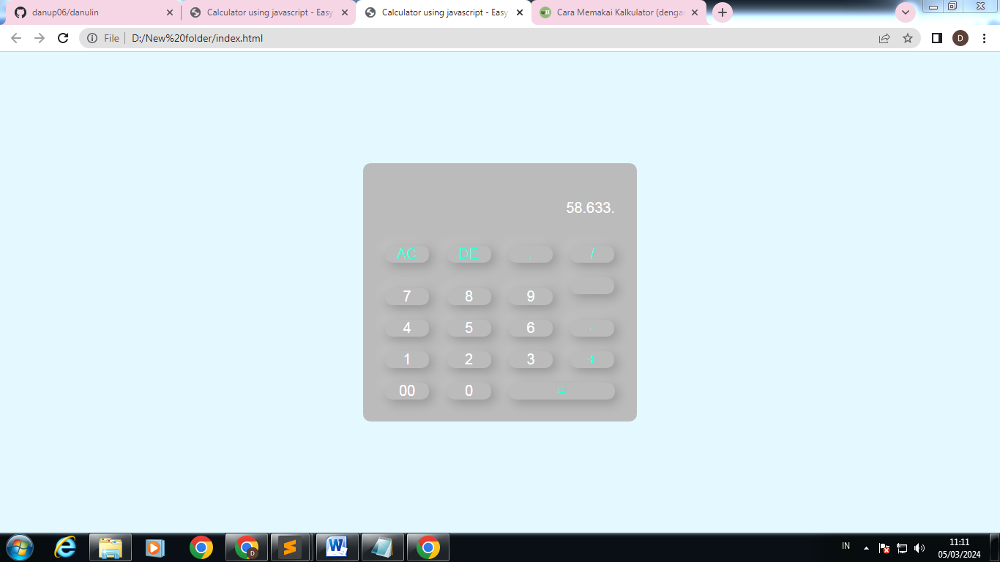 danup06/danulin
Calculator using javascript - Easy
Calculator using javascript - Easy
Cara Memakai Kalkulator (denga
File
D:/New%20folder/index.html
D
58.633.
AC DE . /
7 8 9
4 5 6 -
1 2 3 +
00 0 =
D
IN
11:11
05/03/2024